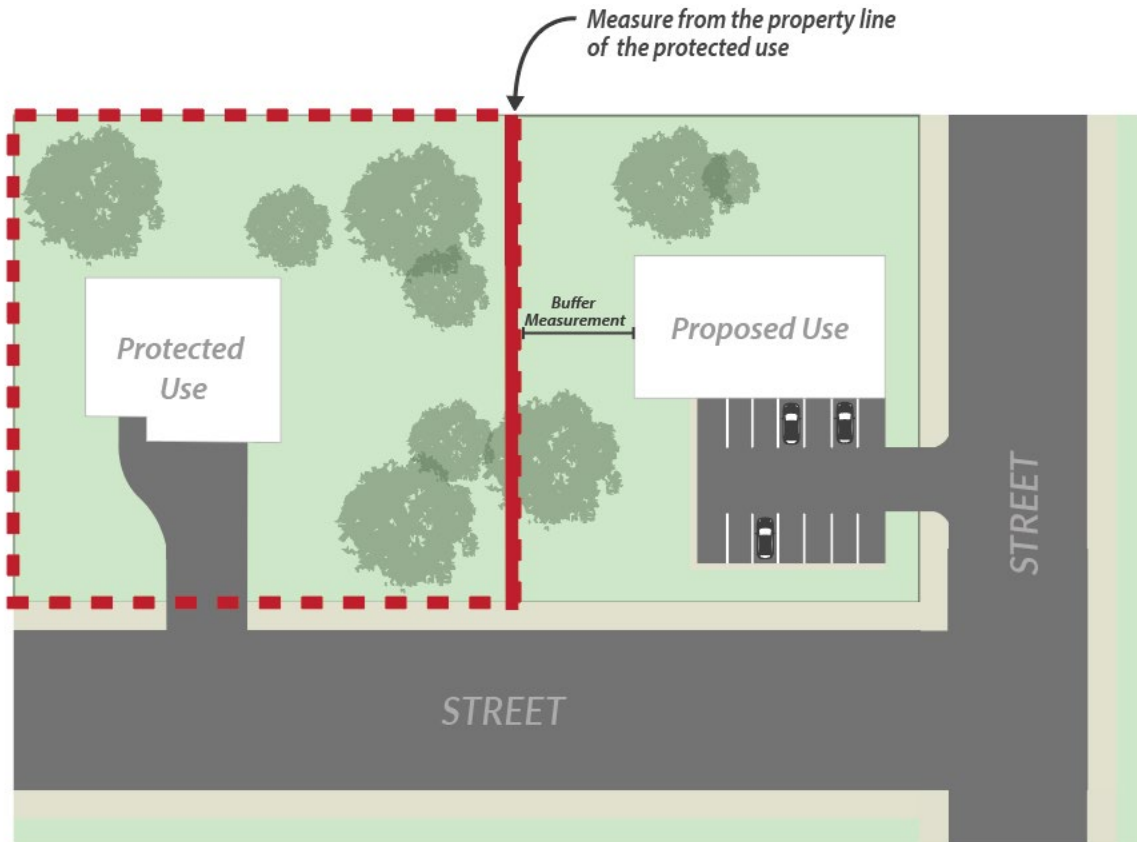 Measure from the property line
of the protected use
Buffer
Measurement
Protected
Use
Proposed Use
STREET
STREET